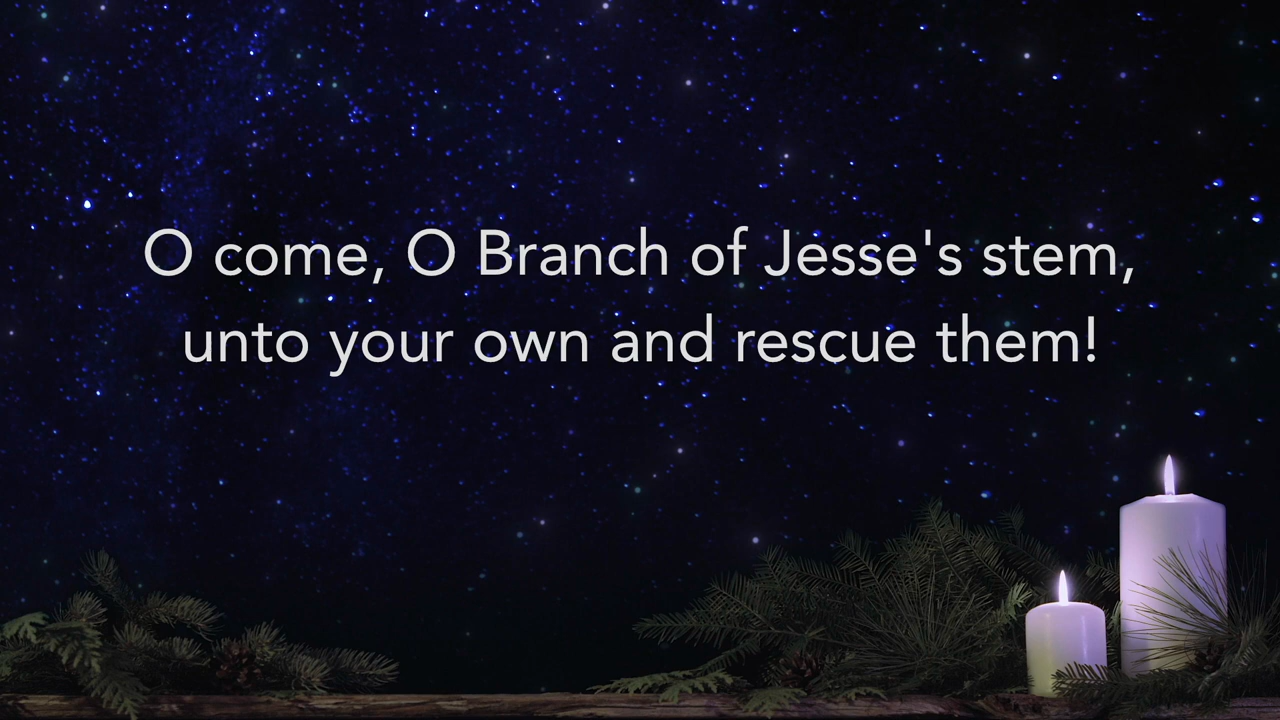 O come, O Branch of Jesse's stem,
unto your own and rescue them!